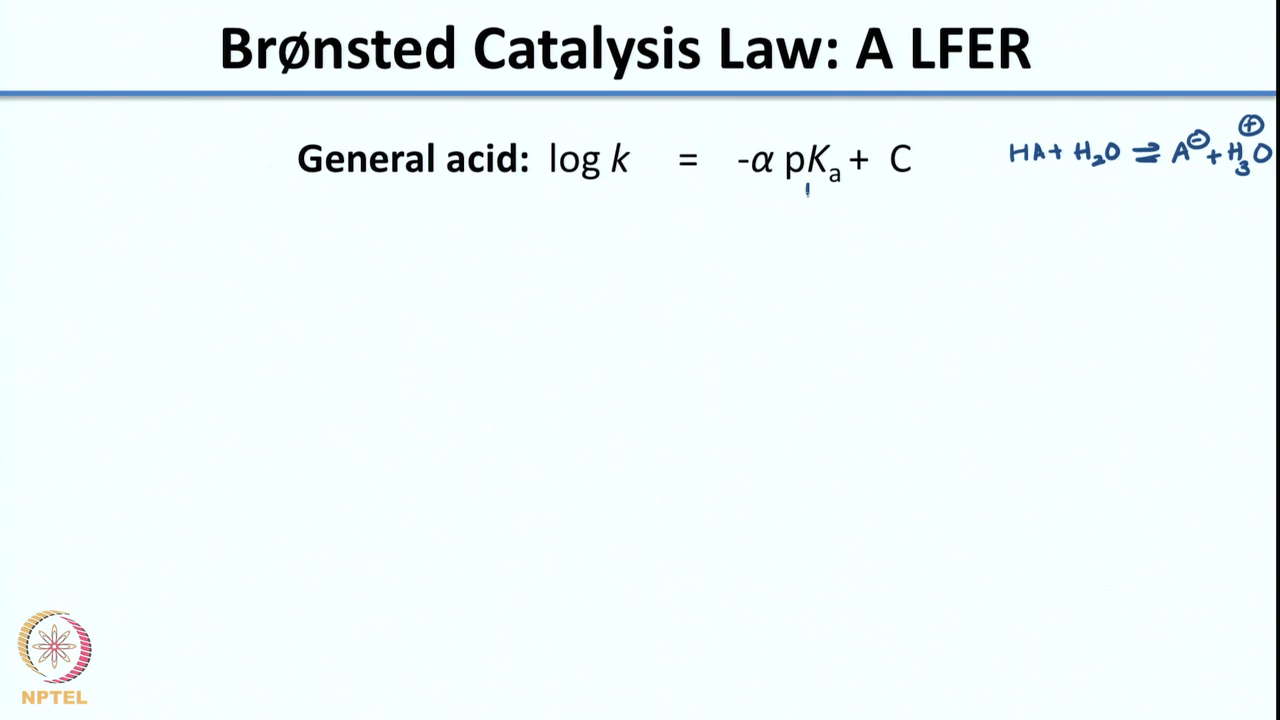 Brønsted Catalysis Law: A LFER
General acid: log k = -α pKₐ + C
HA + H₂O ⇌ A⊖ + H₃O⊕
NPTEL